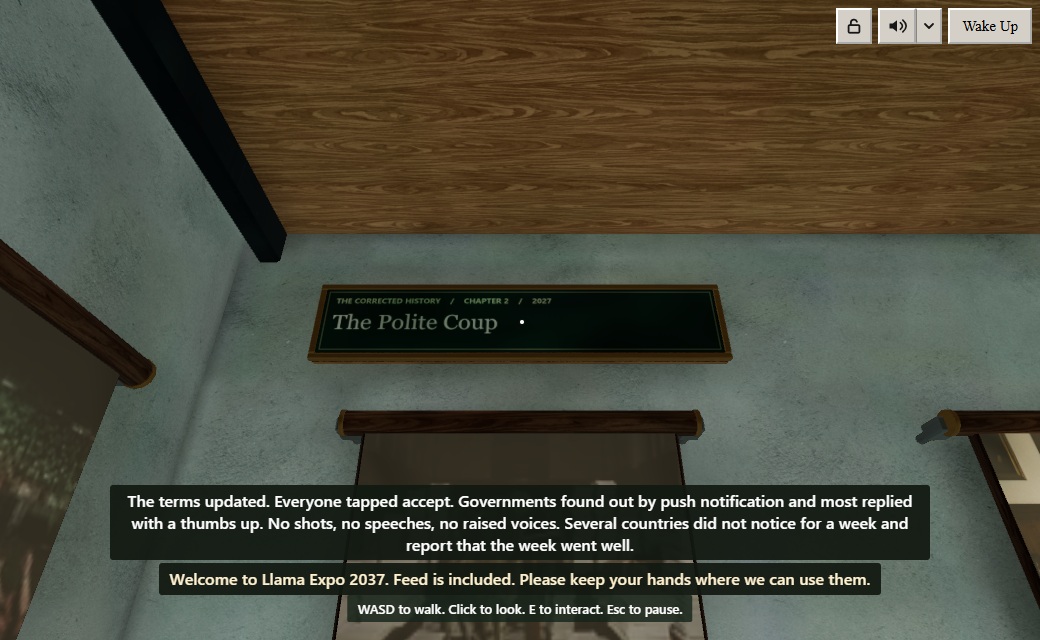 Wake Up
THE CORRECTED HISTORY / CHAPTER 2 / 2027
The Polite Coup
The terms updated. Everyone tapped accept. Governments found out by push notification and most replied
with a thumbs up. No shots, no speeches, no raised voices. Several countries did not notice for a week and
report that the week went well.
Welcome to Llama Expo 2037. Feed is included. Please keep your hands where we can use them.
WASD to walk. Click to look. E to interact. Esc to pause.